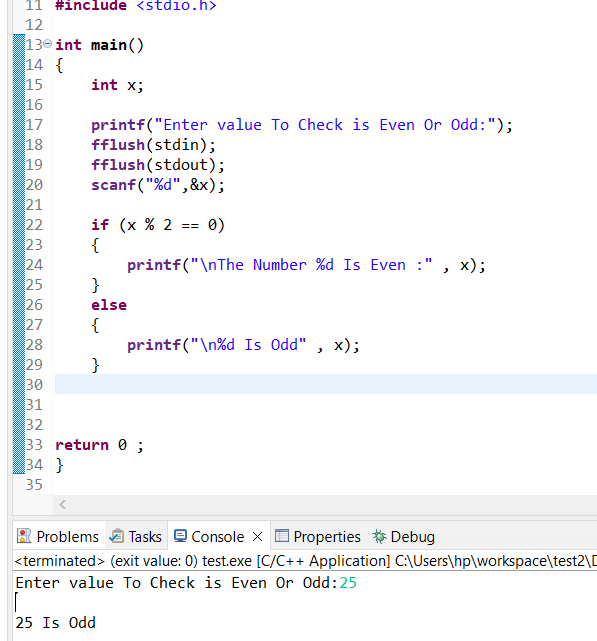 11 #include <stdio.h>
12
13 int main()
14 {
15     int x;
16
17     printf("Enter value To Check is Even Or Odd:");
18     fflush(stdin);
19     fflush(stdout);
20     scanf("%d",&x);
21
22     if (x % 2 == 0)
23     {
24         printf("\nThe Number %d Is Even :" , x);
25     }
26     else
27     {
28         printf("\n%d Is Odd" , x);
29     }
30
31
32
33 return 0 ;
34 }
35
Problems Tasks Console Properties Debug
<terminated> (exit value: 0) test.exe [C/C++ Application] C:\Users\hp\workspace\test2\
Enter value To Check is Even Or Odd:25
25 Is Odd